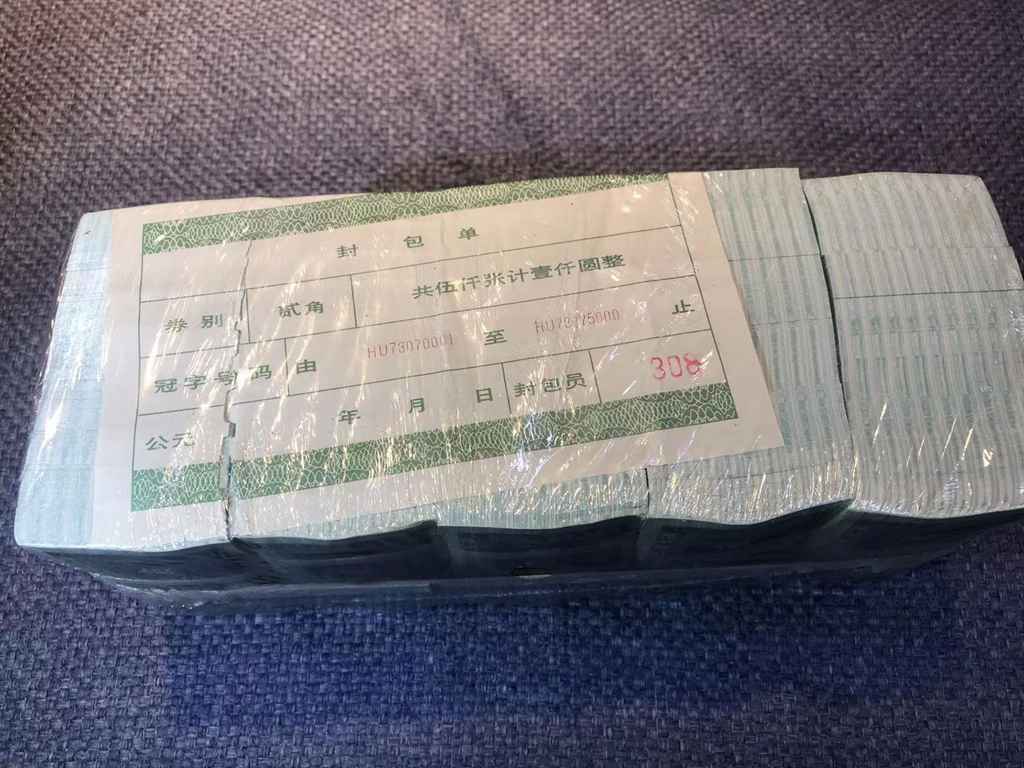 封包单
券别 贰角 共伍仟张计壹仟圆整
冠字号码 由 HU73070001 至 HU73075000 止
公元 年 月 日 封包员 308